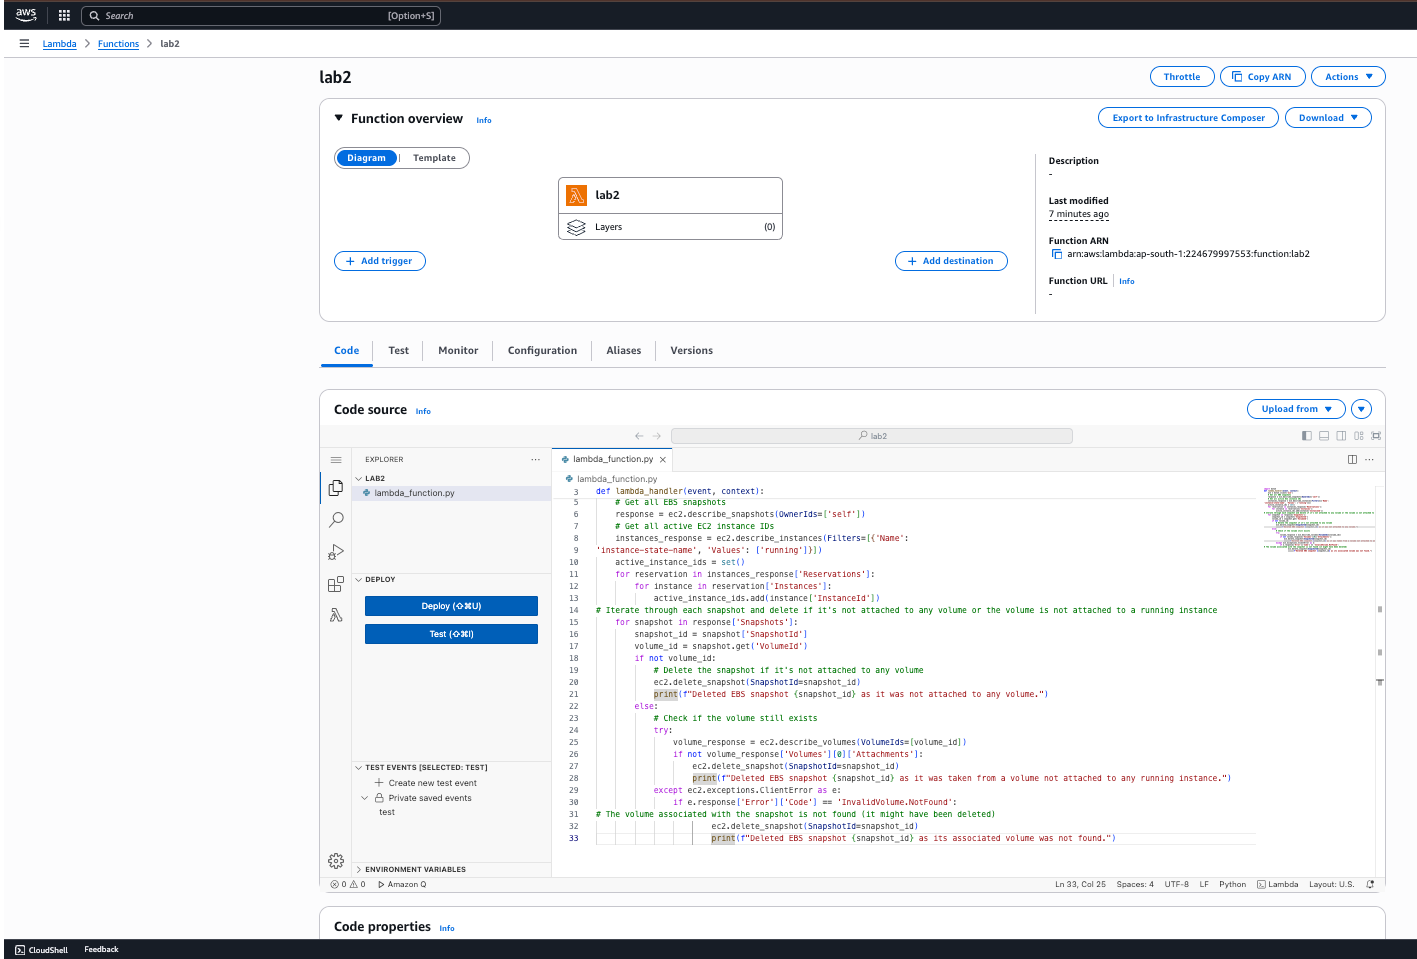 aws
Search
[Option+S]
Lambda > Functions > lab2
lab2
Throttle
Copy ARN
Actions
Function overview Info
Export to Infrastructure Composer
Download
Diagram
Template
lab2
Layers (0)
Add trigger
Add destination
Description
-
Last modified
7 minutes ago
Function ARN
arn:aws:lambda:ap-south-1:224679997553:function:lab2
Function URL | Info
-
Code
Test
Monitor
Configuration
Aliases
Versions
Code source Info
Upload from
lab2
EXPLORER
LAB2
lambda_function.py
DEPLOY
Deploy (⇧⌘U)
Test (⇧⌘I)
TEST EVENTS [SELECTED: TEST]
Create new test event
Private saved events
test
ENVIRONMENT VARIABLES
lambda_function.py
lambda_function.py
3 def lambda_handler(event, context):
5 # Get all EBS snapshots
6 response = ec2.describe_snapshots(OwnerIds=['self'])
7 # Get all active EC2 instance IDs
8 instances_response = ec2.describe_instances(Filters=[{'Name':
9 'instance-state-name', 'Values': ['running']}])
10 active_instance_ids = set()
11 for reservation in instances_response['Reservations']:
12 for instance in reservation['Instances']:
13 active_instance_ids.add(instance['InstanceId'])
14 # Iterate through each snapshot and delete if it's not attached to any volume or the volume is not attached to a running instance
15 for snapshot in response['Snapshots']:
16 snapshot_id = snapshot['SnapshotId']
17 volume_id = snapshot.get('VolumeId')
18 if not volume_id:
19 # Delete the snapshot if it's not attached to any volume
20 ec2.delete_snapshot(SnapshotId=snapshot_id)
21 print(f"Deleted EBS snapshot {snapshot_id} as it was not attached to any volume.")
22 else:
23 # Check if the volume still exists
24 try:
25 volume_response = ec2.describe_volumes(VolumeIds=[volume_id])
26 if not volume_response['Volumes'][0]['Attachments']:
27 ec2.delete_snapshot(SnapshotId=snapshot_id)
28 print(f"Deleted EBS snapshot {snapshot_id} as it was taken from a volume not attached to any running instance.")
29 except ec2.exceptions.ClientError as e:
30 if e.response['Error']['Code'] == 'InvalidVolume.NotFound':
31 # The volume associated with the snapshot is not found (it might have been deleted)
32 ec2.delete_snapshot(SnapshotId=snapshot_id)
33 print(f"Deleted EBS snapshot {snapshot_id} as its associated volume was not found.")
0 0 Amazon Q
Ln 33, Col 25 Spaces: 4 UTF-8 LF Python Lambda Layout: U.S.
Code properties Info
CloudShell Feedback